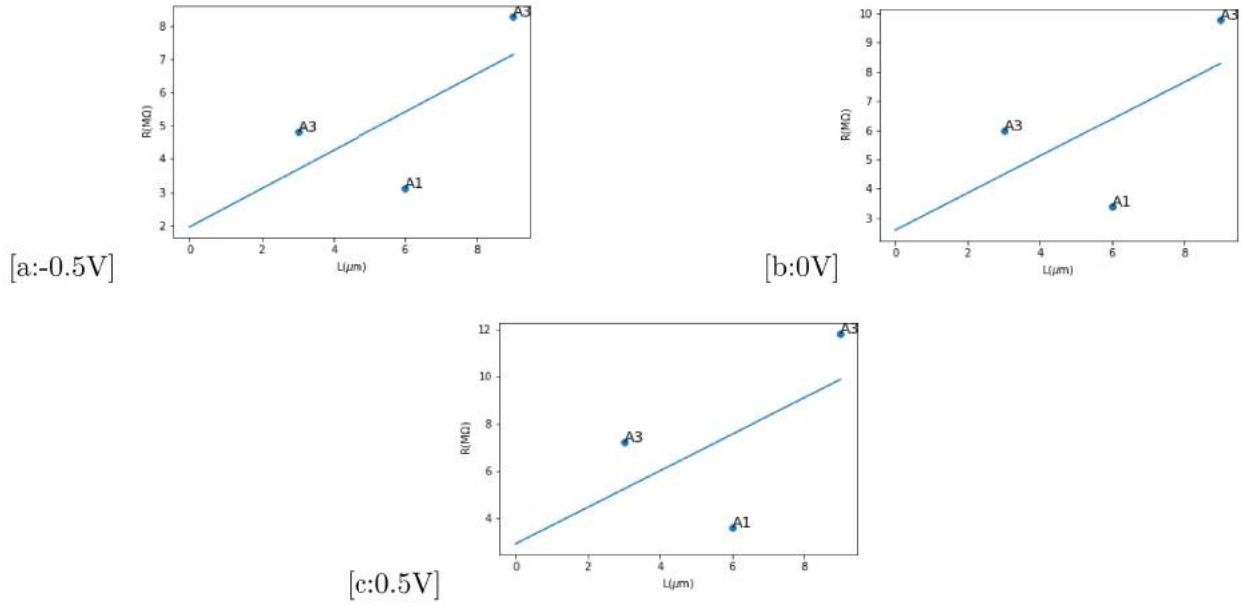 8
7
6
5
4
3
2
R(MΩ)
A3
A3
A1
0 2 4 6 8
L(μm)
[a:-0.5V]
10
9
8
7
6
5
4
3
R(MΩ)
A3
A3
A1
0 2 4 6 8
L(μm)
[b:0V]
12
10
8
6
4
R(MΩ)
A3
A3
A1
0 2 4 6 8
L(μm)
[c:0.5V]